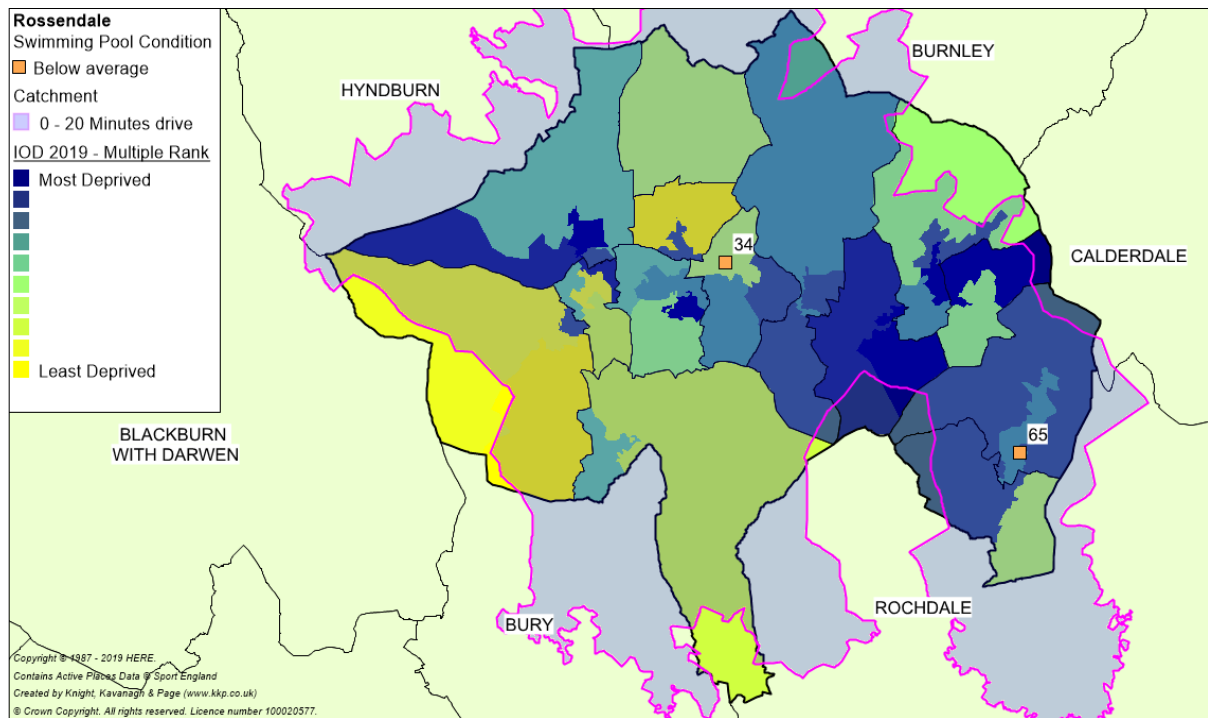 Rossendale
Swimming Pool Condition
Below average
Catchment
0 - 20 Minutes drive
IOD 2019 - Multiple Rank
Most Deprived
Least Deprived
HYNDBURN
BURNLEY
34
CALDERDALE
BLACKBURN
WITH DARWEN
65
ROCHDALE
BURY
Copyright © 1987 - 2019 HERE.
Contains Active Places Data © Sport England
Created by Knight, Kavanagh & Page (www.kkp.co.uk)
© Crown Copyright. All rights reserved. Licence number 100020577.